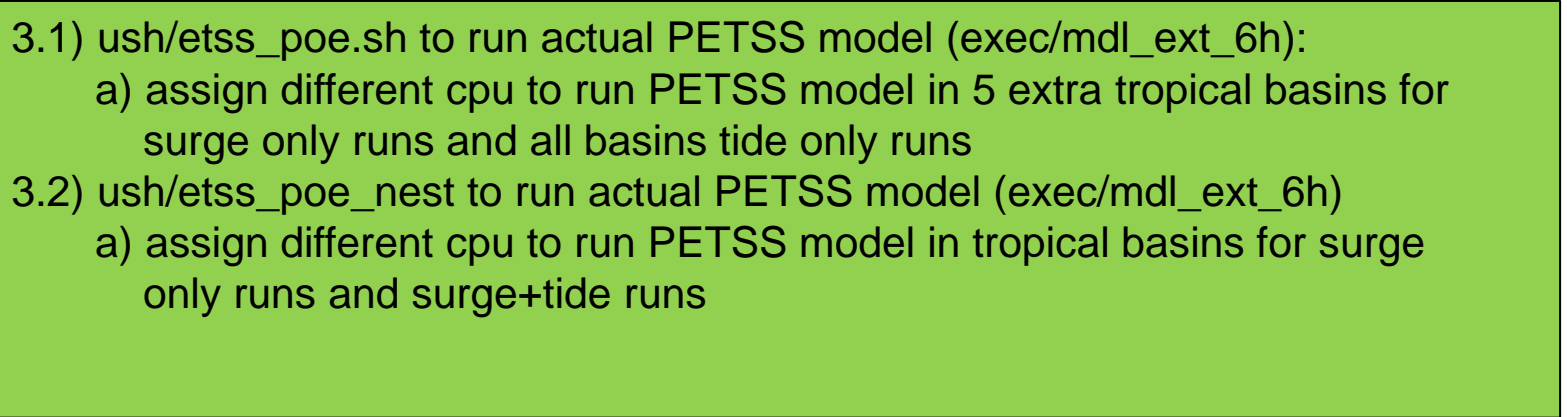 3.1) ush/etss_poe.sh to run actual PETSS model (exec/mdl_ext_6h):
a) assign different cpu to run PETSS model in 5 extra tropical basins for
surge only runs and all basins tide only runs
3.2) ush/etss_poe_nest to run actual PETSS model (exec/mdl_ext_6h)
a) assign different cpu to run PETSS model in tropical basins for surge
only runs and surge+tide runs